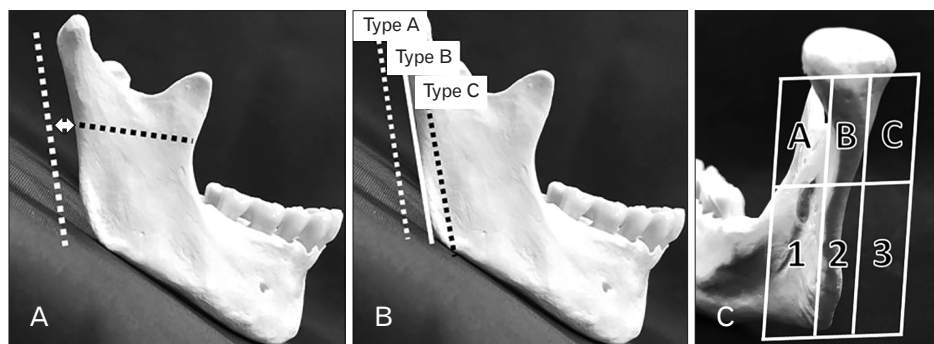 A
Type A
Type B
Type C
B
A B C
1 2 3
C